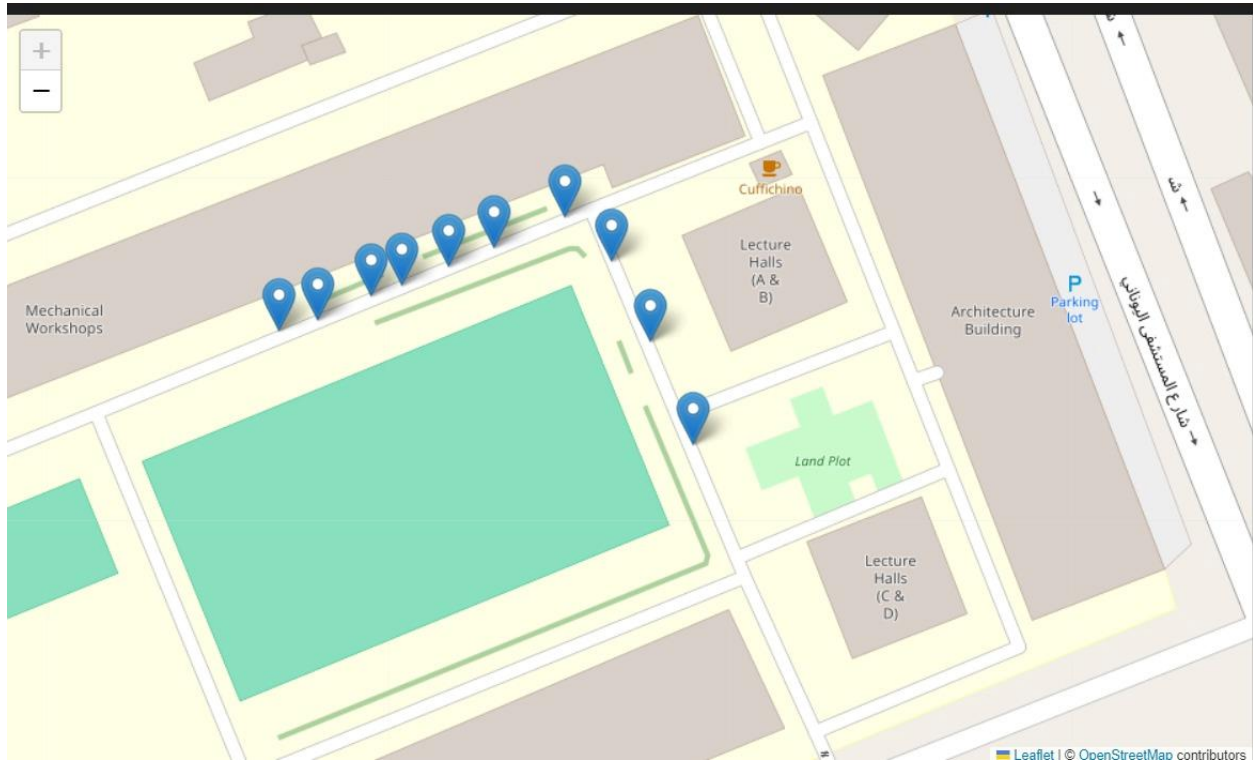 +
−
Cuffichino
Lecture
Halls
(A &
B)
Mechanical
Workshops
Architecture
Building
P
Parking
lot
شارع المستشفى اليوناني
Land Plot
Lecture
Halls
(C &
D)
Leaflet | © OpenStreetMap contributors